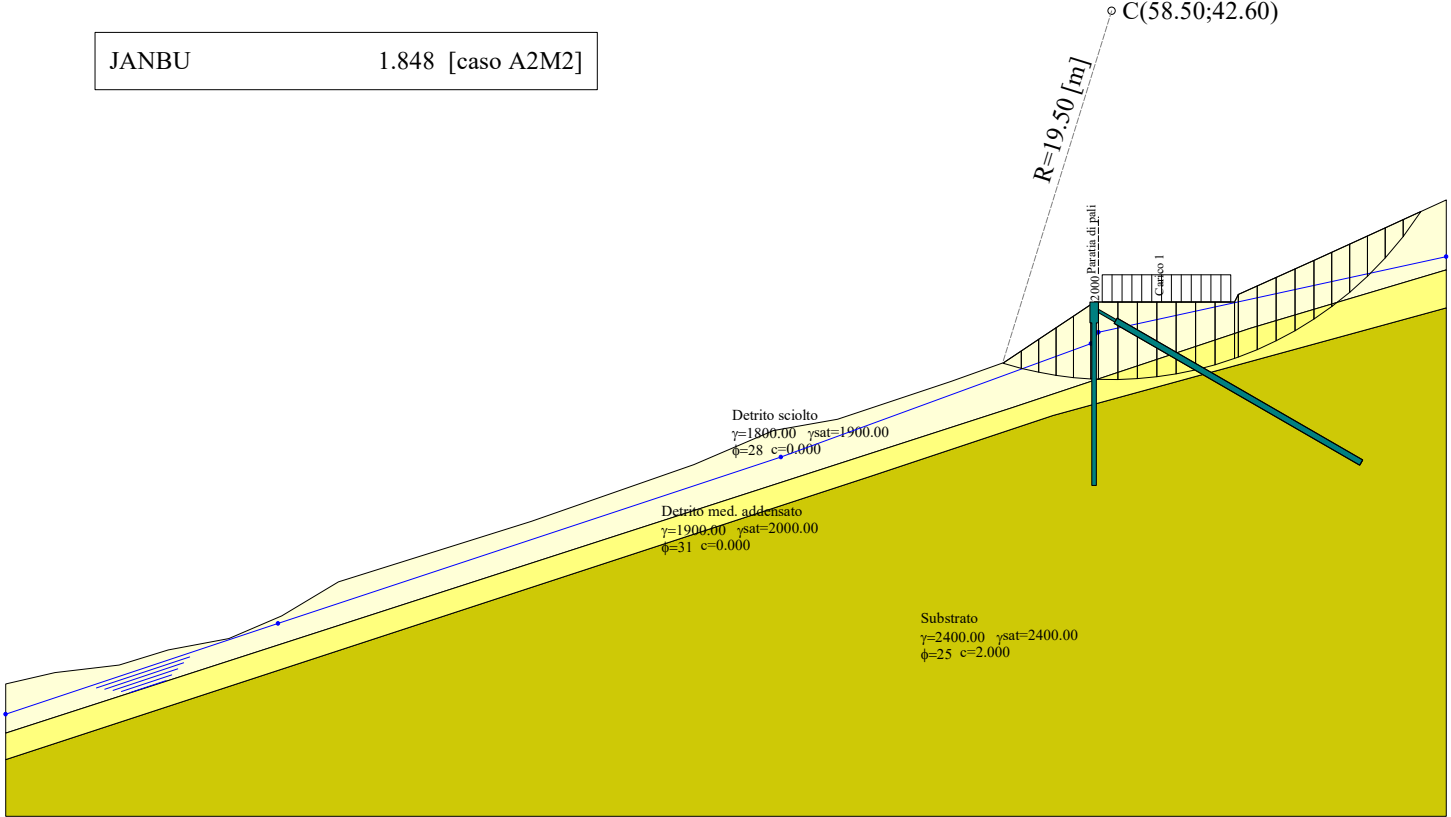 C(58.50;42.60)
JANBU 1.848 [caso A2M2]
R=19.50 [m]
Paratia di pali
2000
Carico 1
Detrito sciolto
γ=1800.00 γsat=1900.00
ϕ=28 c=0.000
Detrito med. addensato
γ=1900.00 γsat=2000.00
ϕ=31 c=0.000
Substrato
γ=2400.00 γsat=2400.00
ϕ=25 c=2.000